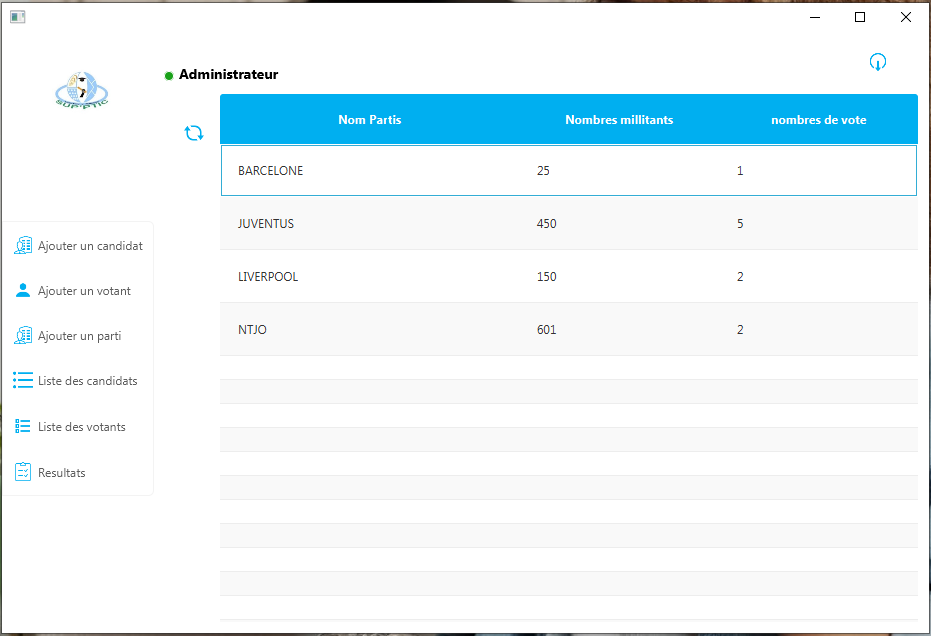 SUP'PTIC
Administrateur
Nom Partis Nombres millitants nombres de vote
BARCELONE 25 1
JUVENTUS 450 5
LIVERPOOL 150 2
NTJO 601 2
Ajouter un candidat
Ajouter un votant
Ajouter un parti
Liste des candidats
Liste des votants
Resultats